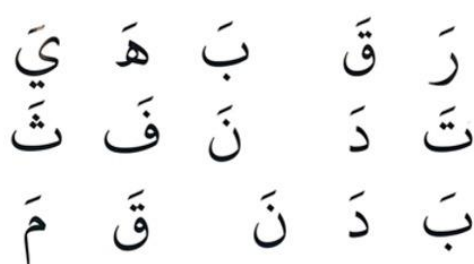 رَ قَ بَ هَ يَ
تَ دَ نَ فَ ثَ
بَ دَ نَ قَ مَ